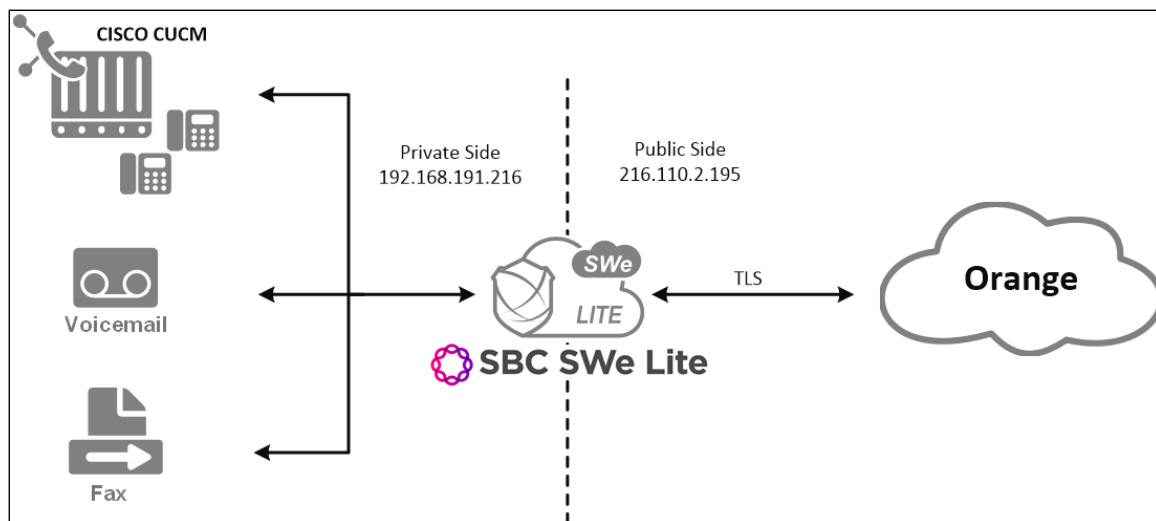 CISCO CUCM
Private Side
192.168.191.216
Public Side
216.110.2.195
SWe
LITE
TLS
Orange
SBC SWe Lite
Voicemail
Fax